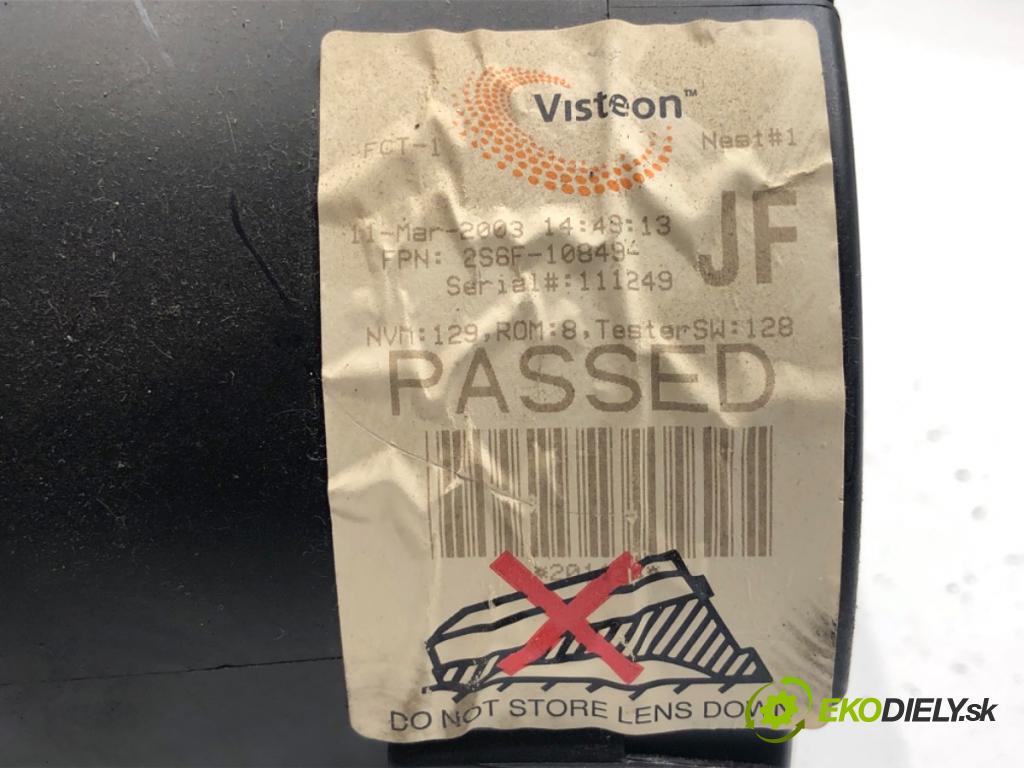 Visteon™
FCT-1 Nest#1
11-Mar-2003 14:49:13
JF
FPN: 2S6F-10849-
Serial#:111249
NVM:129,ROM:8,TesterSW:128
PASSED
DO NOT STORE LENS DOWN
EKODIELY.sk